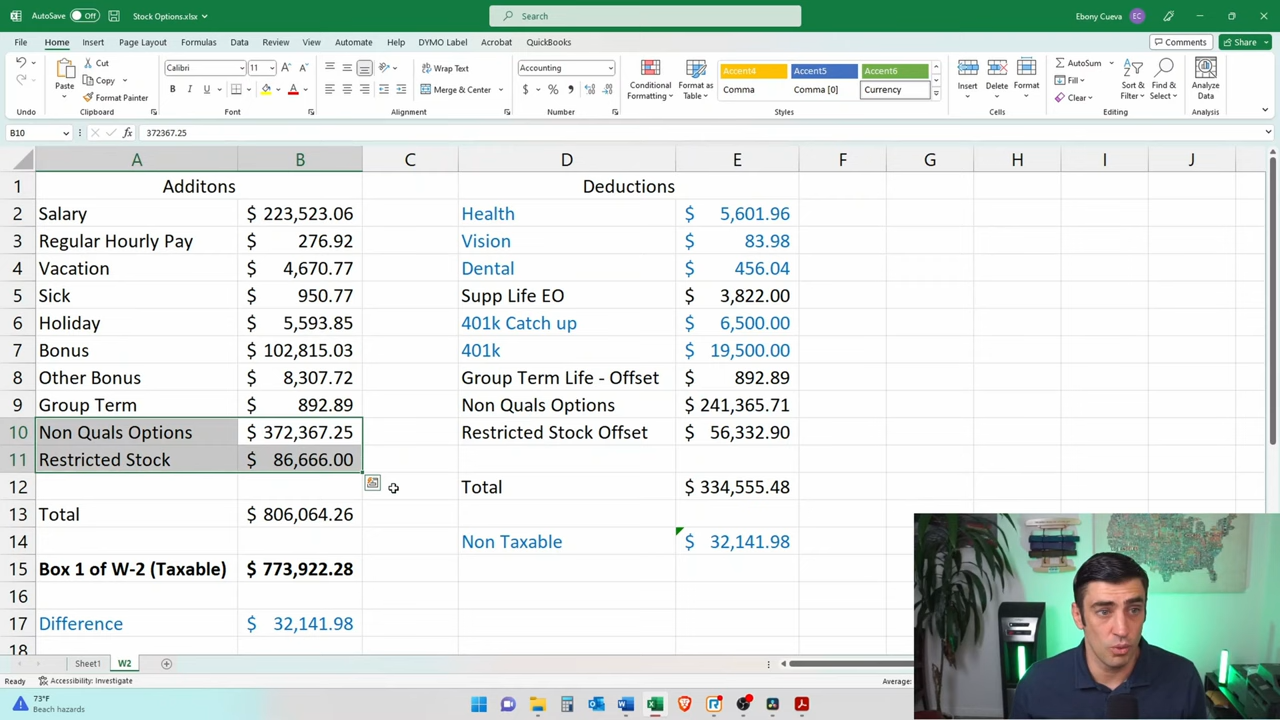 AutoSave Off Stock Options.xlsx Search Ebony Cueva EC
File Home Insert Page Layout Formulas Data Review View Automate Help DYMO Label Acrobat QuickBooks Comments Share
Paste Cut Copy Format Painter
Calibri 11
B I U A
Wrap Text
Merge & Center
Accounting
$ %
Conditional Formatting Format as Table
Accent4 Accent5 Accent6
Comma Comma [0] Currency
Insert Delete Format
AutoSum Fill Clear
Sort & Filter Find & Select Analyze Data
Undo Clipboard Font Alignment Number Styles Cells Editing Analysis
B10 fx 372367.25
A B C D E F G H I J
1 Additons Deductions
2 Salary $ 223,523.06 Health $ 5,601.96
3 Regular Hourly Pay $ 276.92 Vision $ 83.98
4 Vacation $ 4,670.77 Dental $ 456.04
5 Sick $ 950.77 Supp Life EO $ 3,822.00
6 Holiday $ 5,593.85 401k Catch up $ 6,500.00
7 Bonus $ 102,815.03 401k $ 19,500.00
8 Other Bonus $ 8,307.72 Group Term Life - Offset $ 892.89
9 Group Term $ 892.89 Non Quals Options $ 241,365.71
10 Non Quals Options $ 372,367.25 Restricted Stock Offset $ 56,332.90
11 Restricted Stock $ 86,666.00
12 Total $ 334,555.48
13 Total $ 806,064.26
14 Non Taxable $ 32,141.98
15 Box 1 of W-2 (Taxable) $ 773,922.28
16
17 Difference $ 32,141.98
18
Sheet1 W2
Ready Accessibility: Investigate Average:
73°F
Beach hazards